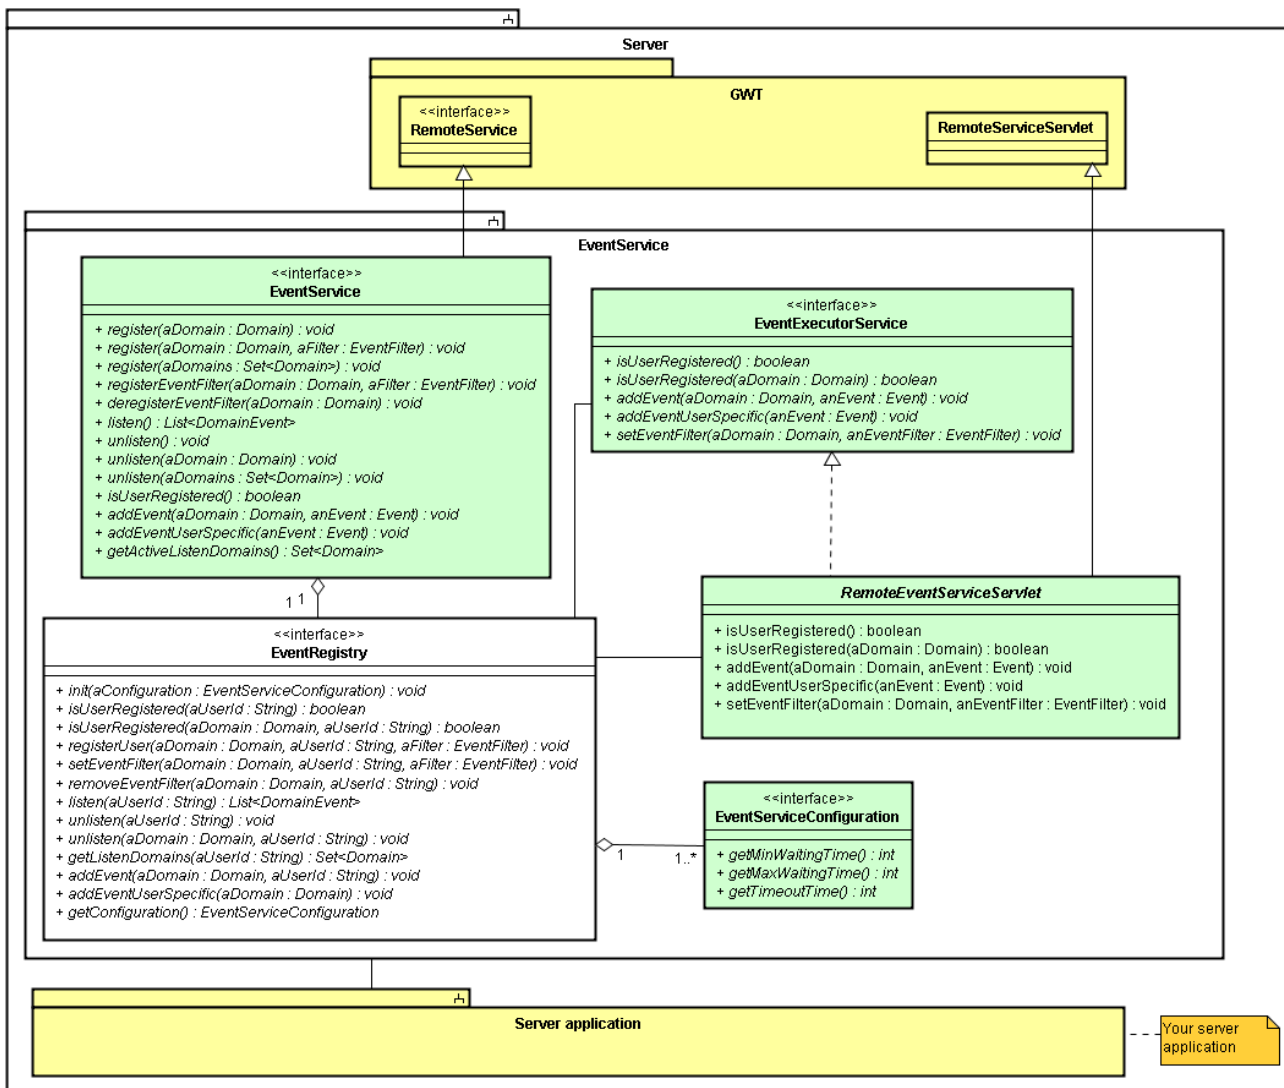 Server
GWT
<<interface>>
RemoteService
RemoteServiceServlet
EventService
<<interface>>
EventService
+ register(aDomain : Domain) : void
+ register(aDomain : Domain, aFilter : EventFilter) : void
+ register(aDomains : Set<Domain>) : void
+ registerEventFilter(aDomain : Domain, aFilter : EventFilter) : void
+ deregisterEventFilter(aDomain : Domain) : void
+ listen() : List<DomainEvent>
+ unlisten() : void
+ unlisten(aDomain : Domain) : void
+ unlisten(aDomains : Set<Domain>) : void
+ isUserRegistered() : boolean
+ addEvent(aDomain : Domain, anEvent : Event) : void
+ addEventUserSpecific(anEvent : Event) : void
+ getActiveListenDomains() : Set<Domain>
<<interface>>
EventExecutorService
+ isUserRegistered() : boolean
+ isUserRegistered(aDomain : Domain) : boolean
+ addEvent(aDomain : Domain, anEvent : Event) : void
+ addEventUserSpecific(anEvent : Event) : void
+ setEventFilter(aDomain : Domain, anEventFilter : EventFilter) : void
1 1
<<interface>>
EventRegistry
+ init(aConfiguration : EventServiceConfiguration) : void
+ isUserRegistered(aUserId : String) : boolean
+ isUserRegistered(aDomain : Domain, aUserId : String) : boolean
+ registerUser(aDomain : Domain, aUserId : String, aFilter : EventFilter) : void
+ setEventFilter(aDomain : Domain, aUserId : String, aFilter : EventFilter) : void
+ removeEventFilter(aDomain : Domain, aUserId : String) : void
+ listen(aUserId : String) : List<DomainEvent>
+ unlisten(aUserId : String) : void
+ unlisten(aDomain : Domain, aUserId : String) : void
+ getListenDomains(aUserId : String) : Set<Domain>
+ addEvent(aDomain : Domain, aUserId : String) : void
+ addEventUserSpecific(aDomain : Domain) : void
+ getConfiguration() : EventServiceConfiguration
RemoteEventServiceServlet
+ isUserRegistered() : boolean
+ isUserRegistered(aDomain : Domain) : boolean
+ addEvent(aDomain : Domain, anEvent : Event) : void
+ addEventUserSpecific(anEvent : Event) : void
+ setEventFilter(aDomain : Domain, anEventFilter : EventFilter) : void
1 1..*
<<interface>>
EventServiceConfiguration
+ getMinWaitingTime() : int
+ getMaxWaitingTime() : int
+ getTimeoutTime() : int
Server application
Your server
application